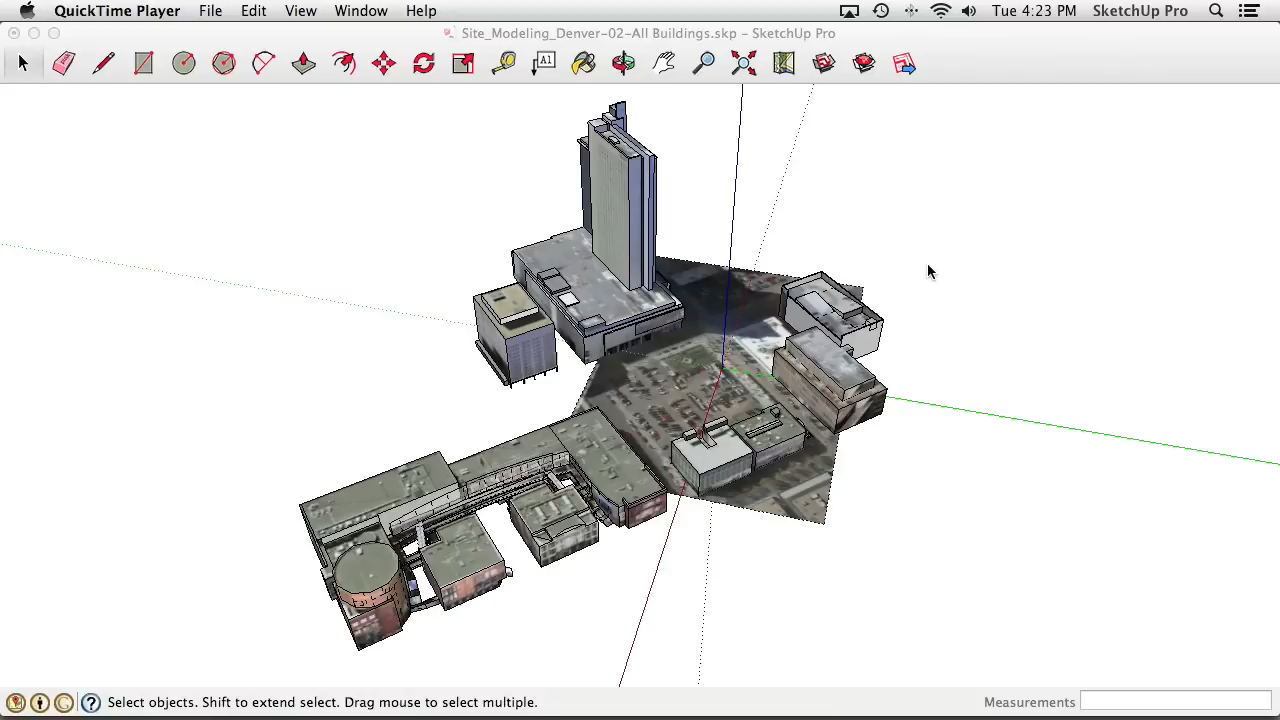 QuickTime Player File Edit View Window Help Tue 4:23 PM SketchUp Pro
Site_Modeling_Denver-02-All Buildings.skp – SketchUp Pro
A1
Select objects. Shift to extend select. Drag mouse to select multiple. Measurements